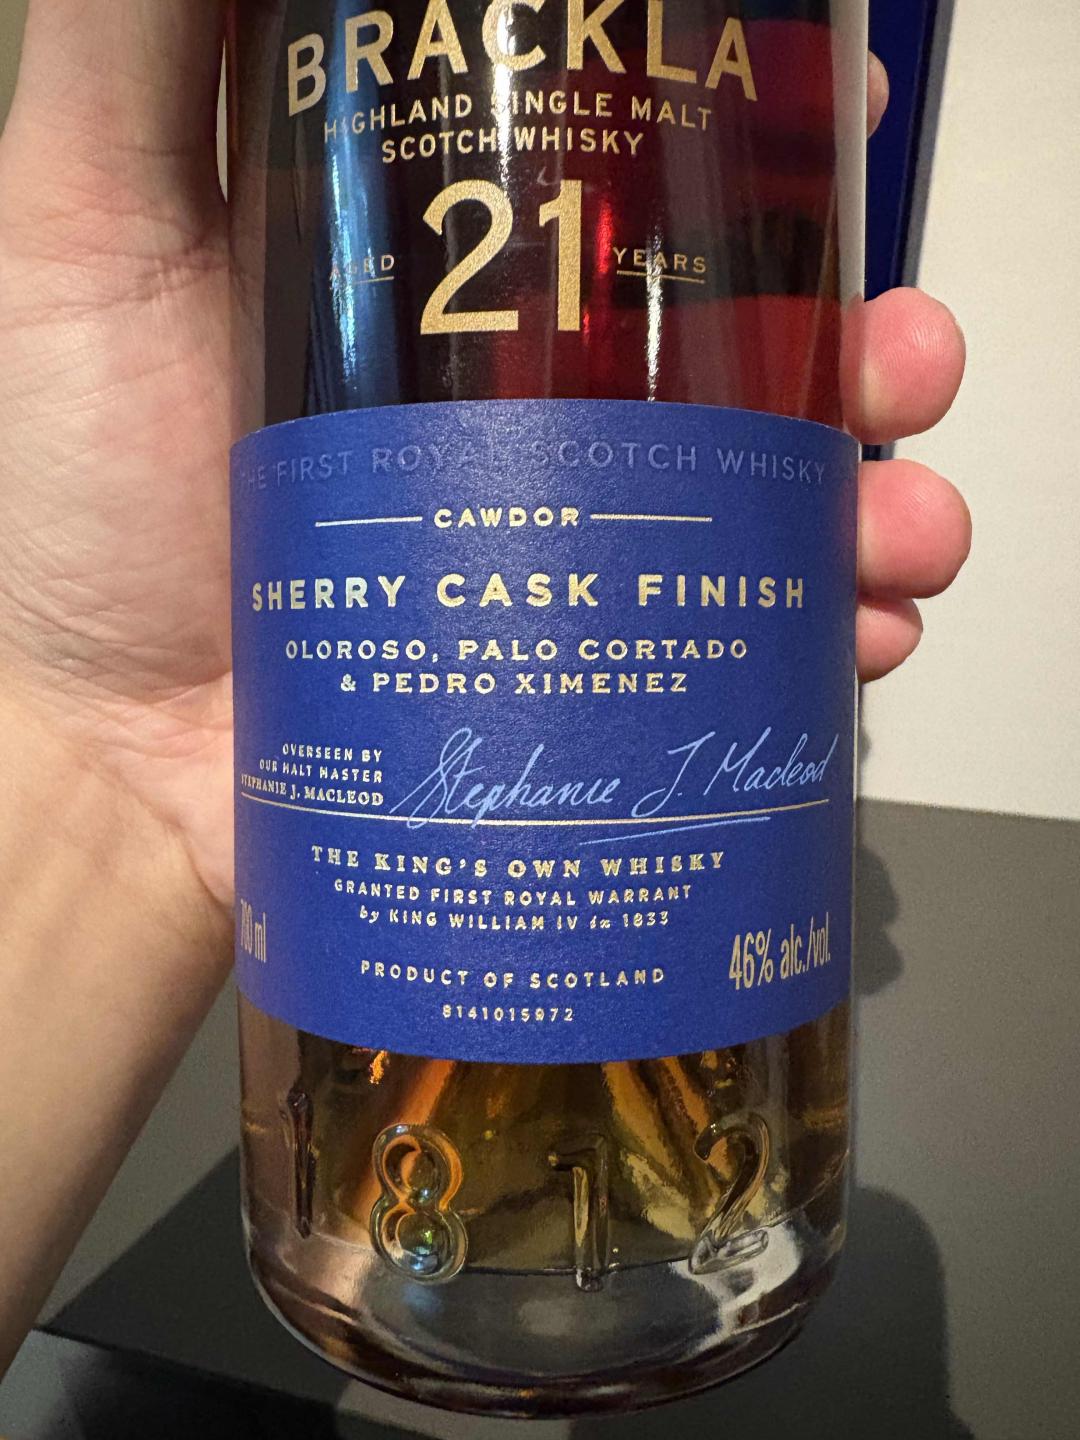 BRACKLA
HIGHLAND SINGLE MALT
SCOTCH WHISKY
AGED 21 YEARS
THE FIRST ROYAL SCOTCH WHISKY
CAWDOR
SHERRY CASK FINISH
OLOROSO, PALO CORTADO
& PEDRO XIMENEZ
OVERSEEN BY
OUR MALT MASTER
STEPHANIE J. MACLEOD
Stephanie J. Macleod
THE KING'S OWN WHISKY
GRANTED FIRST ROYAL WARRANT
by KING WILLIAM IV in 1833
700 ml
46% alc./vol.
PRODUCT OF SCOTLAND
8141015972
1812